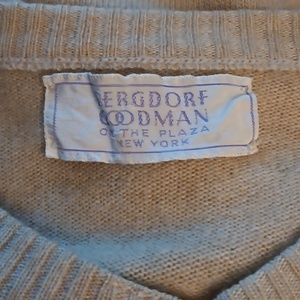 BERGDORF
GOODMAN
ON THE PLAZA
NEW YORK